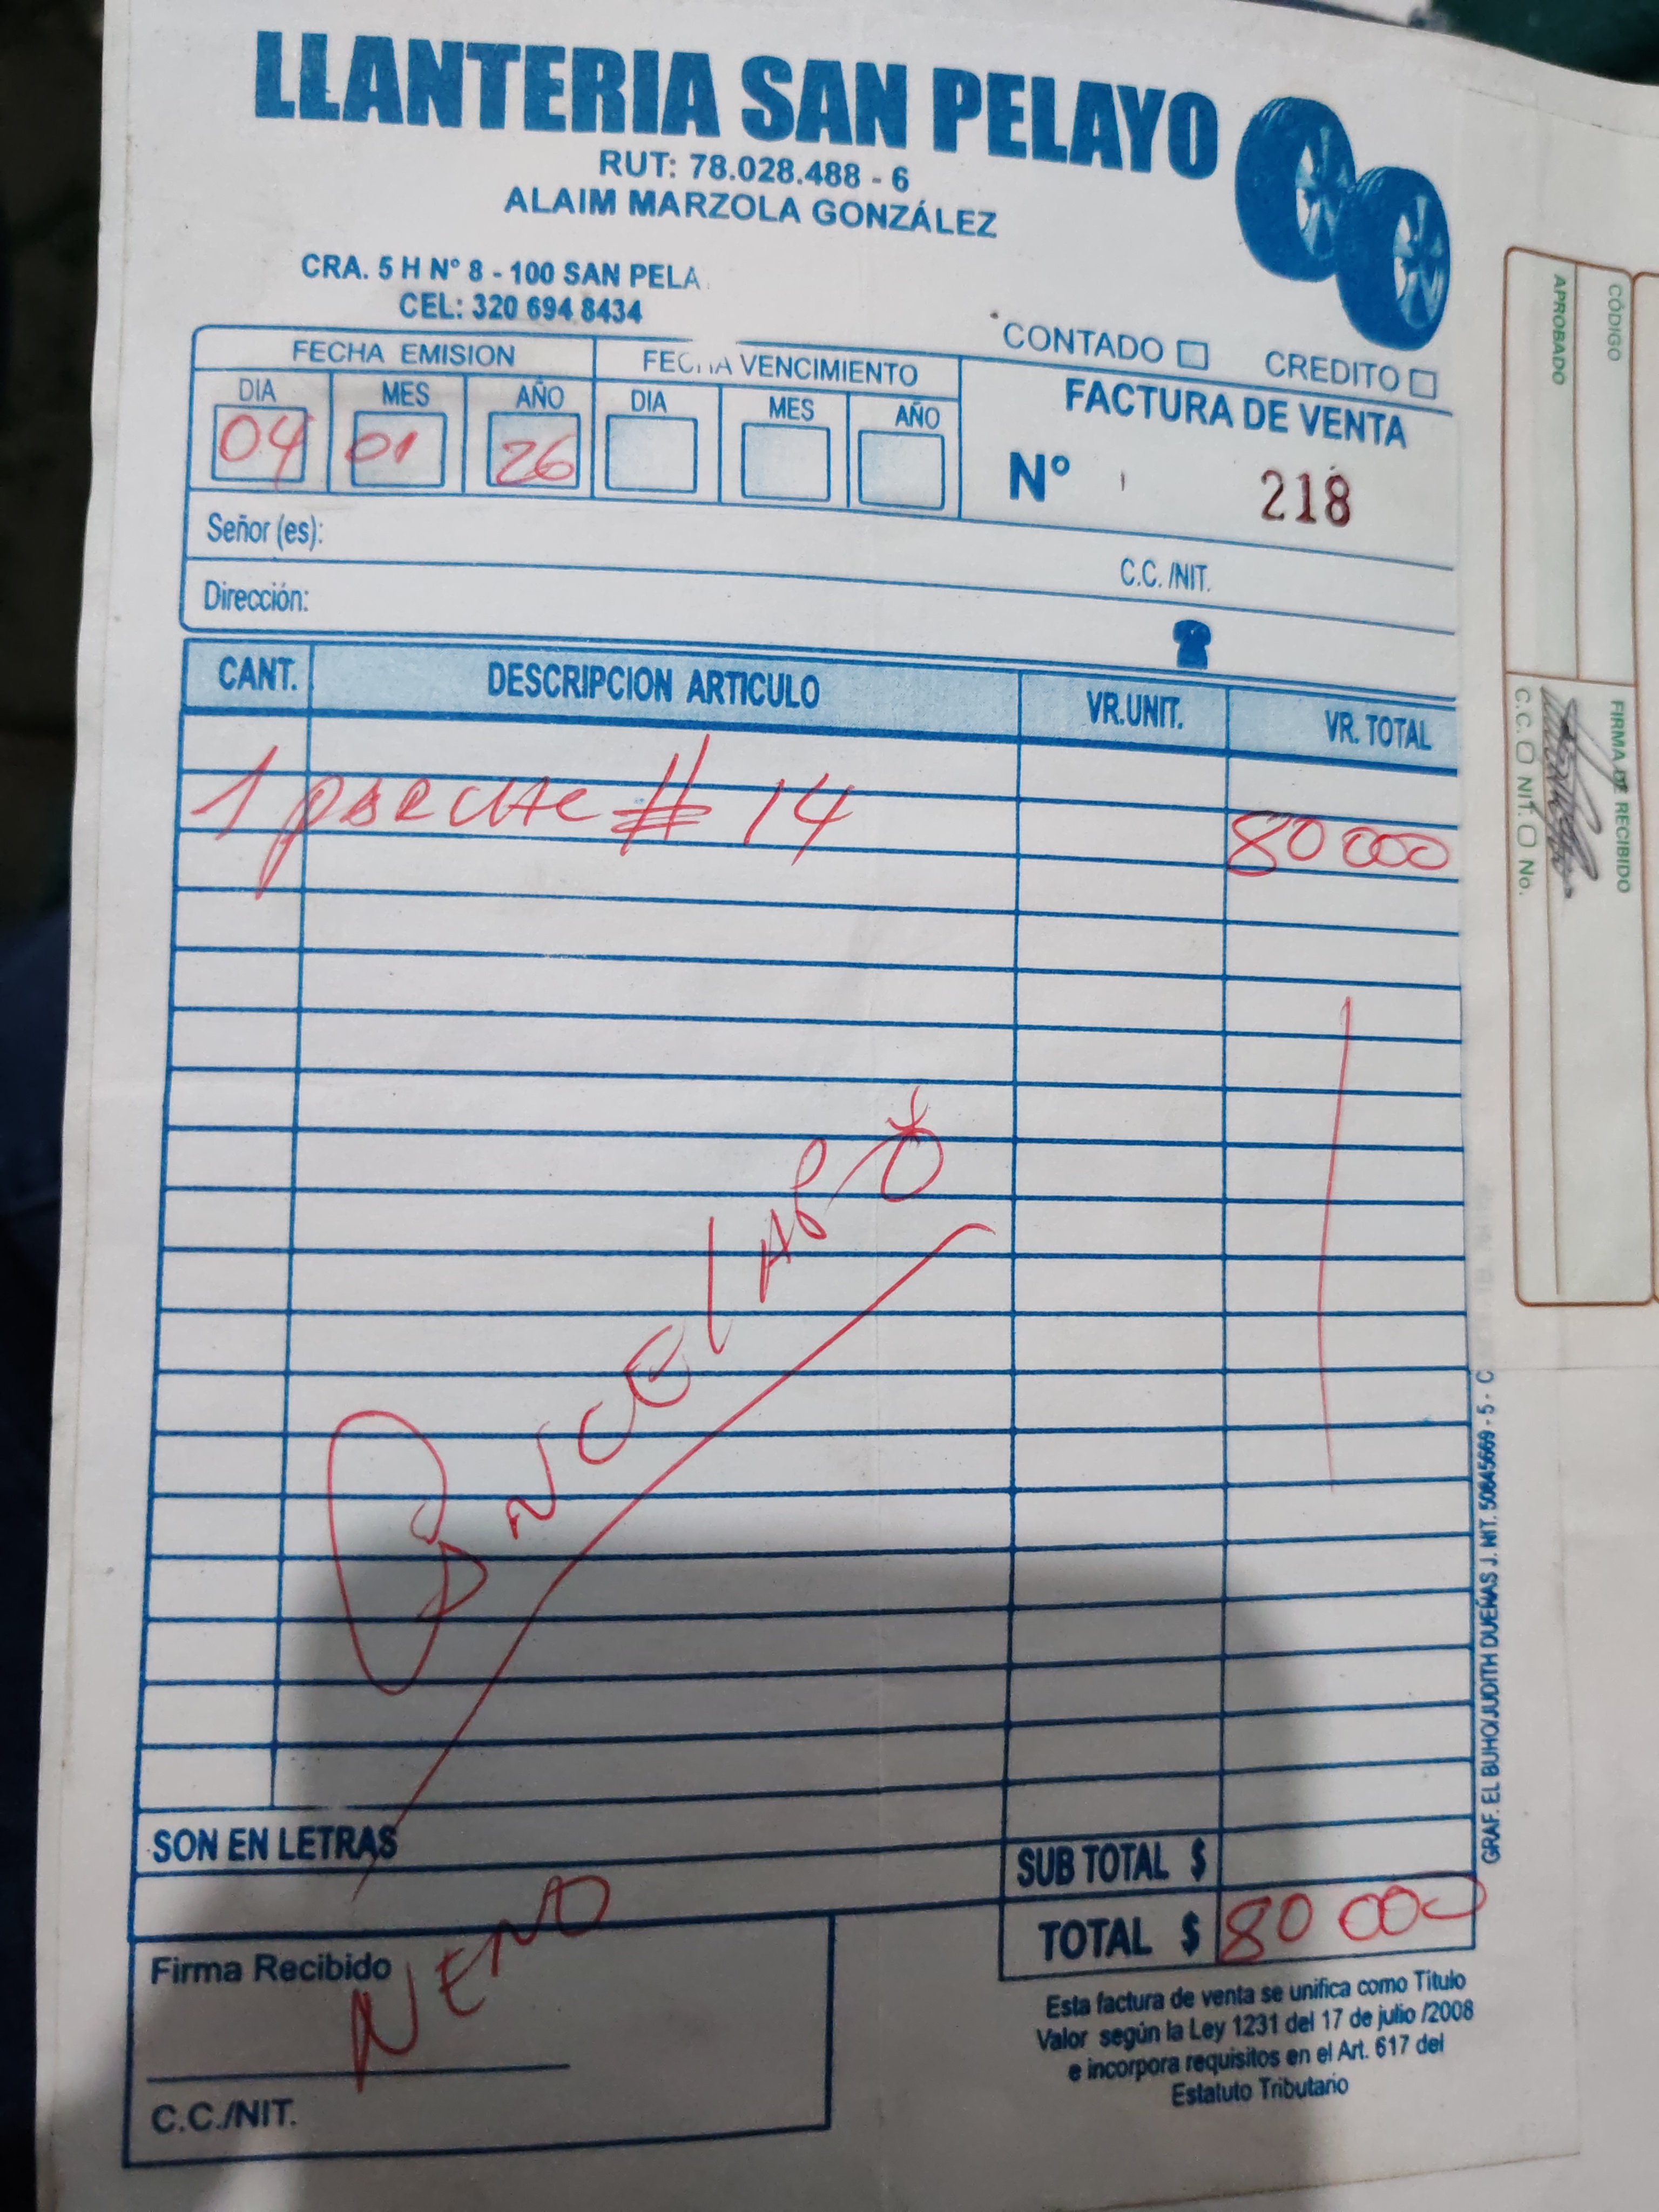 LLANTERIA SAN PELAYO
RUT: 78.028.488 - 6
ALAIM MARZOLA GONZÁLEZ
CRA. 5 H N° 8 - 100 SAN PELA
CEL: 320 694 8434
CONTADO CREDITO
FECHA EMISION FECHA VENCIMIENTO
DIA MES AÑO DIA MES AÑO
04 01 26
FACTURA DE VENTA
N° 218
Señor (es):
C.C. /NIT.
Dirección:
CANT. DESCRIPCION ARTICULO VR.UNIT. VR. TOTAL
1 parche # 14 80 000
SON EN LETRAS
SUB TOTAL $
TOTAL $ 80 000
Firma Recibido
NENO
C.C./NIT.
Esta factura de venta se unifica como Titulo
Valor según la Ley 1231 del 17 de julio /2008
e incorpora requisitos en el Art. 617 del
Estatuto Tributario
GRAF. EL BUHO/JUDITH DUEÑAS J. NIT. 50845669 - 5 - C
CÓDIGO
APROBADO
FIRMA DE RECIBIDO
C.C. NIT. No.